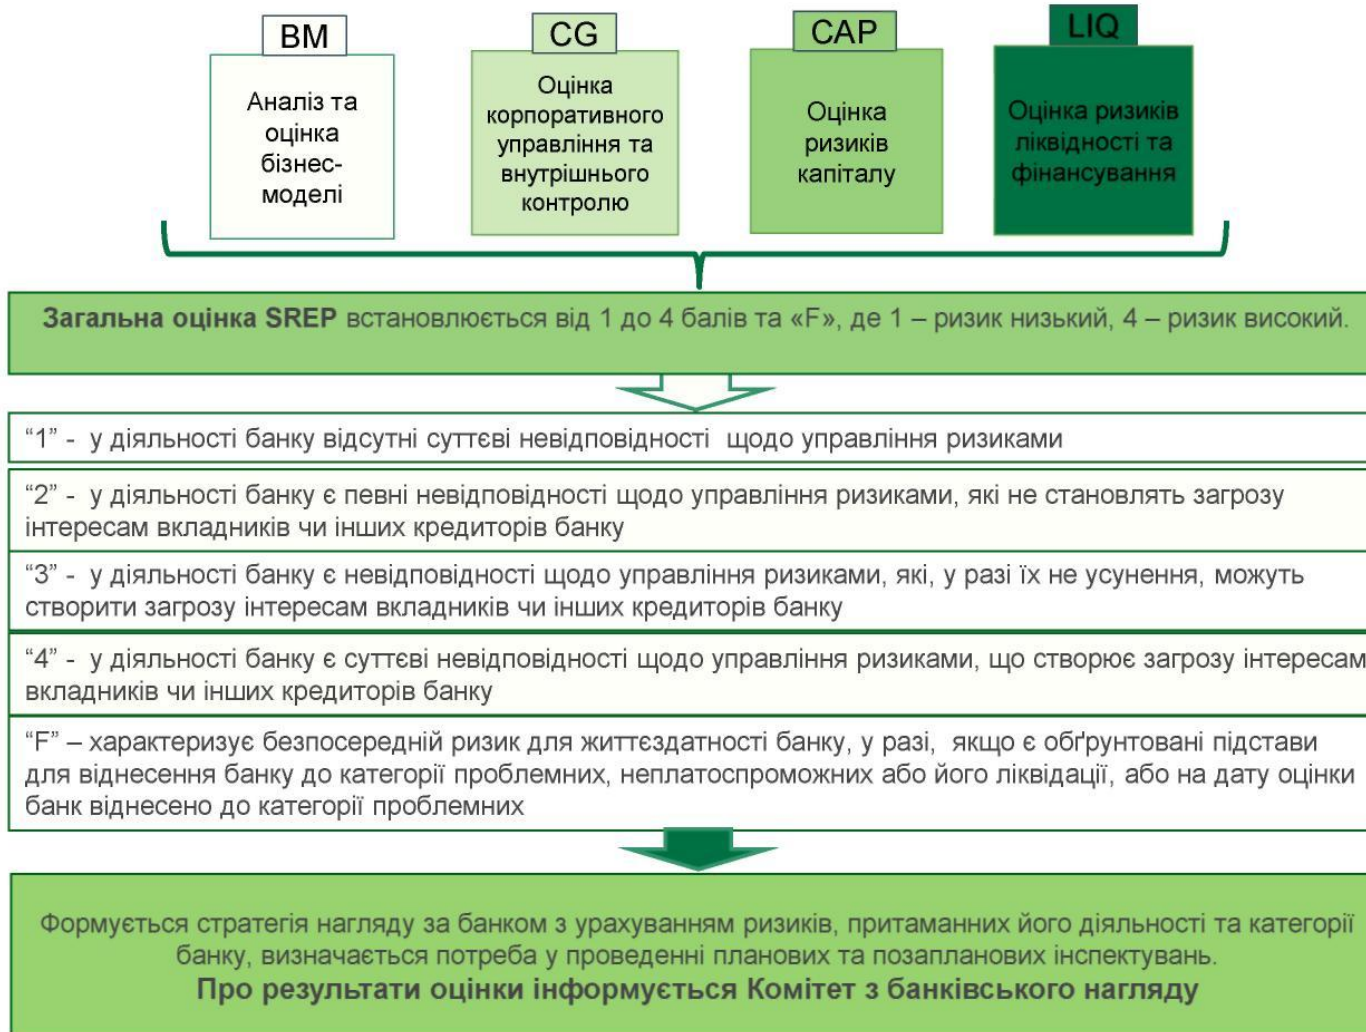 BM
Аналіз та
оцінка
бізнес-
моделі
CG
Оцінка
корпоративного
управління та
внутрішнього
контролю
CAP
Оцінка
ризиків
капіталу
LIQ
Оцінка ризиків
ліквідності та
фінансування
Загальна оцінка SREP встановлюється від 1 до 4 балів та «F», де 1 – ризик низький, 4 – ризик високий.
“1” - у діяльності банку відсутні суттєві невідповідності щодо управління ризиками
“2” - у діяльності банку є певні невідповідності щодо управління ризиками, які не становлять загрозу
інтересам вкладників чи інших кредиторів банку
“3” - у діяльності банку є невідповідності щодо управління ризиками, які, у разі їх не усунення, можуть
створити загрозу інтересам вкладників чи інших кредиторів банку
“4” - у діяльності банку є суттєві невідповідності щодо управління ризиками, що створює загрозу інтересам
вкладників чи інших кредиторів банку
“F” – характеризує безпосередній ризик для життєздатності банку, у разі, якщо є обґрунтовані підстави
для віднесення банку до категорії проблемних, неплатоспроможних або його ліквідації, або на дату оцінки
банк віднесено до категорії проблемних
Формується стратегія нагляду за банком з урахуванням ризиків, притаманних його діяльності та категорії
банку, визначається потреба у проведенні планових та позапланових інспектувань.
Про результати оцінки інформується Комітет з банківського нагляду